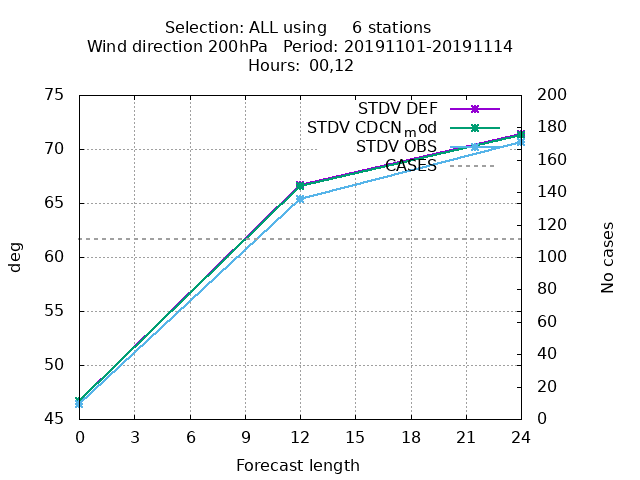 Selection: ALL using 6 stations
Wind direction 200hPa Period: 20191101-20191114
Hours: 00,12
75
70
65
60
55
50
45
200
180
160
140
120
100
80
60
40
20
0
STDV DEF
STDV CDCNmod
STDV OBS
CASES
deg
No cases
0 3 6 9 12 15 18 21 24
Forecast length